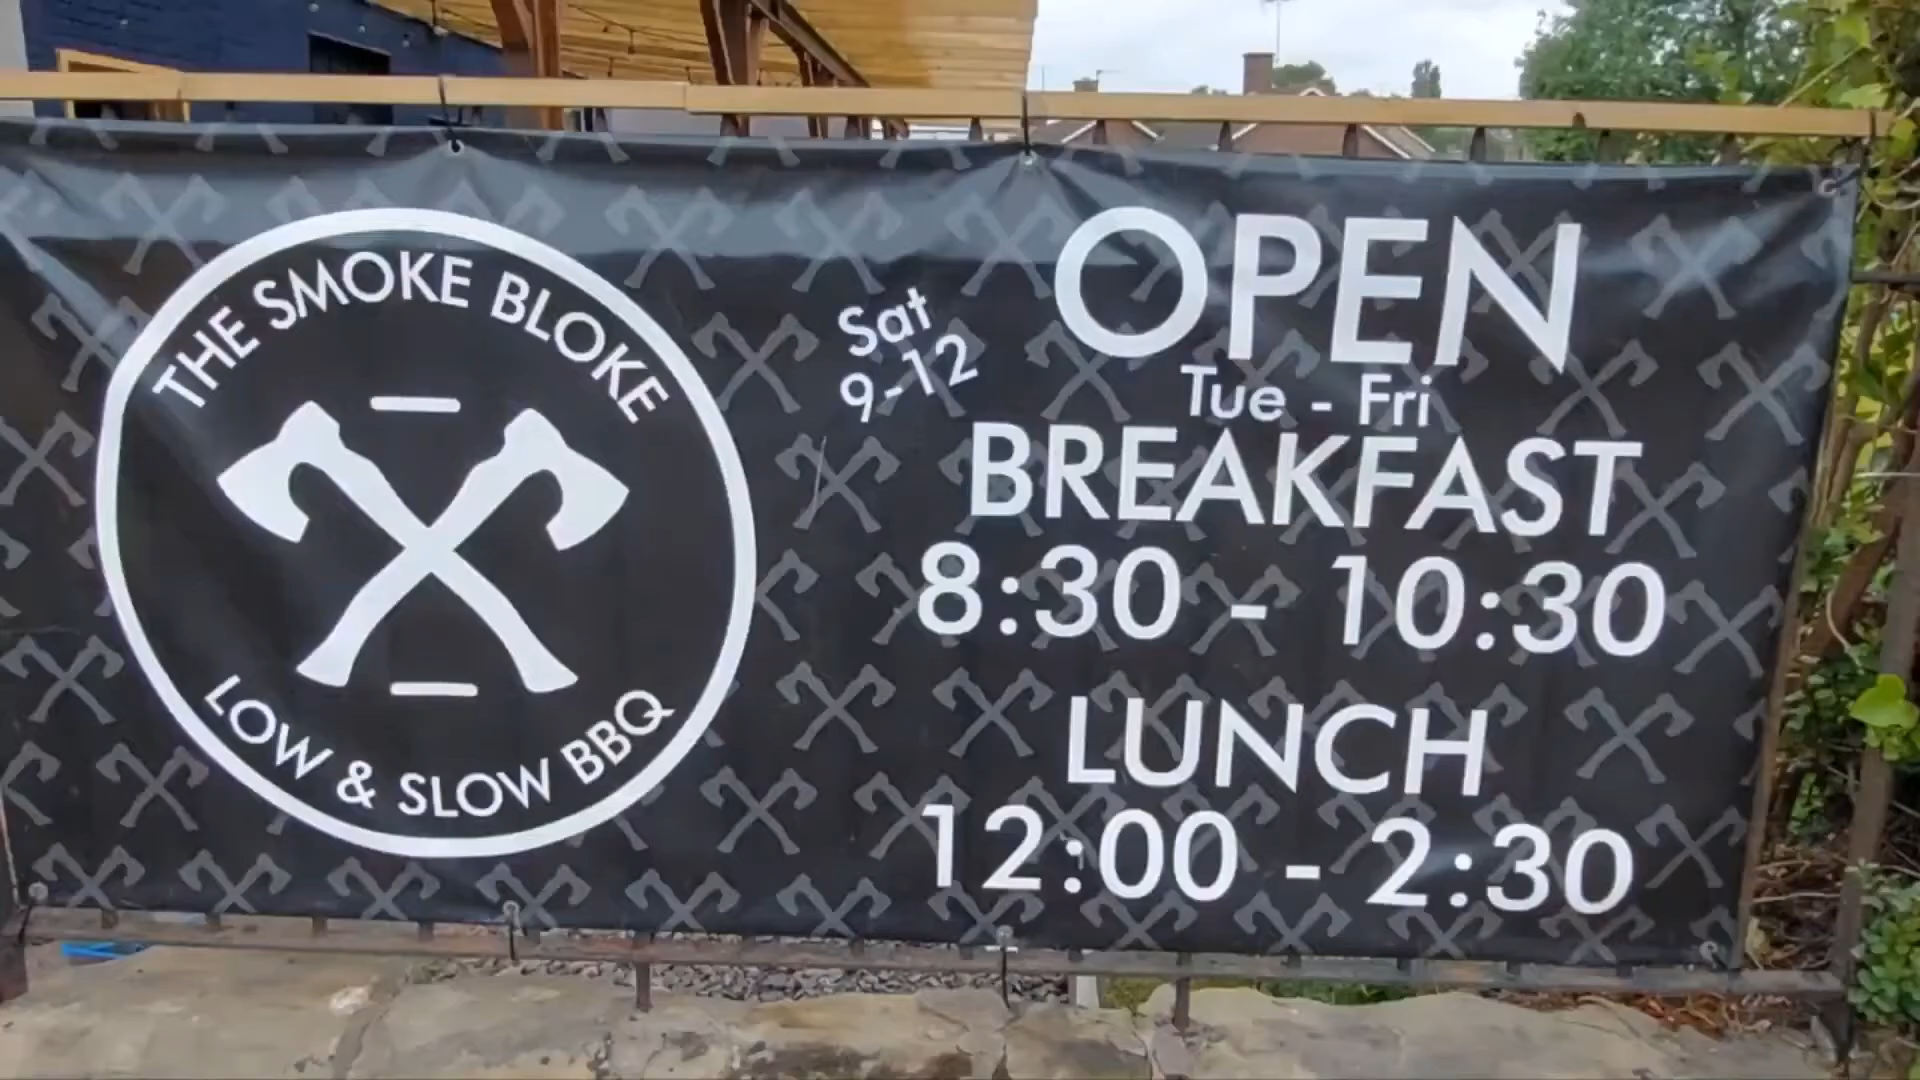 THE SMOKE BLOKE
LOW & SLOW BBQ
Sat
9-12
OPEN
Tue - Fri
BREAKFAST
8:30 - 10:30
LUNCH
12:00 - 2:30